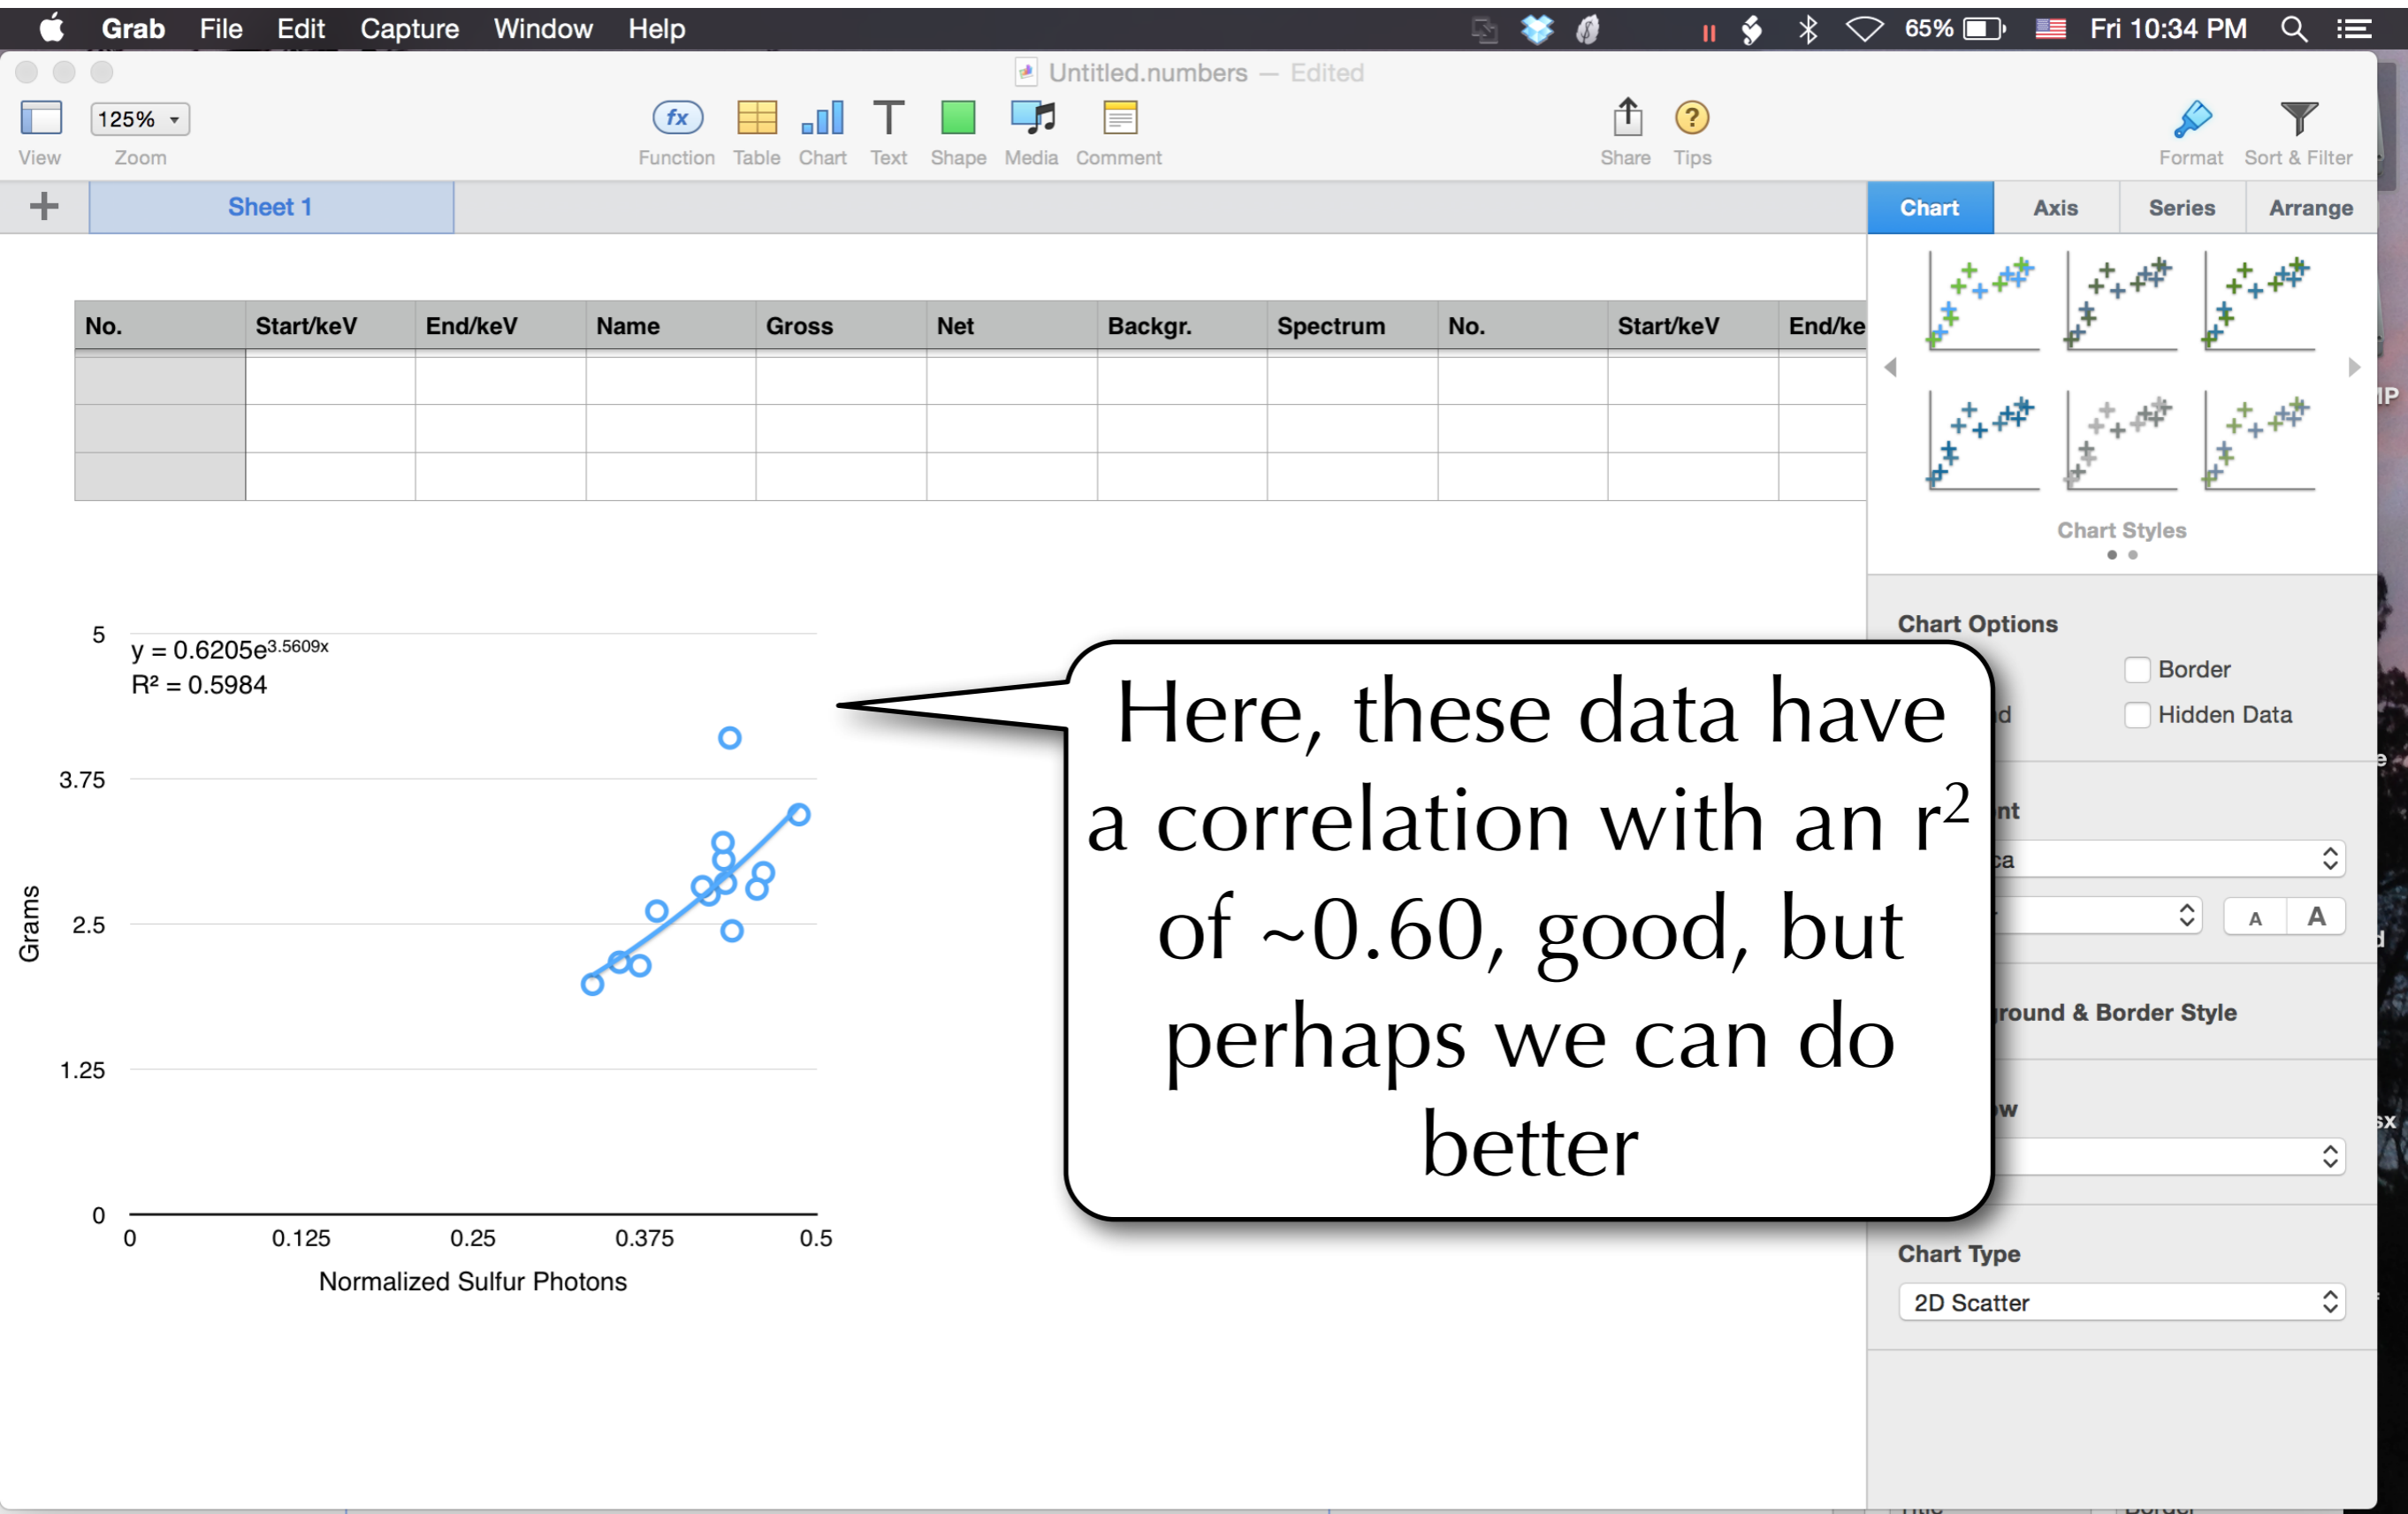 Grab File Edit Capture Window Help 65% Fri 10:34 PM
Untitled.numbers — Edited
125%
fx
?
View Zoom Function Table Chart Text Shape Media Comment Share Tips Format Sort & Filter
Sheet 1
Chart Axis Series Arrange
No. Start/keV End/keV Name Gross Net Backgr. Spectrum No. Start/keV End/ke
Chart Styles
Chart Options
Border
Hidden Data
 round & Border Style
A A
Chart Type
2D Scatter
y = 0.6205e^3.5609x
R² = 0.5984
5
3.75
2.5
1.25
0
Grams
0 0.125 0.25 0.375 0.5
Normalized Sulfur Photons
Here, these data have
a correlation with an r²
of ~0.60, good, but
perhaps we can do
better